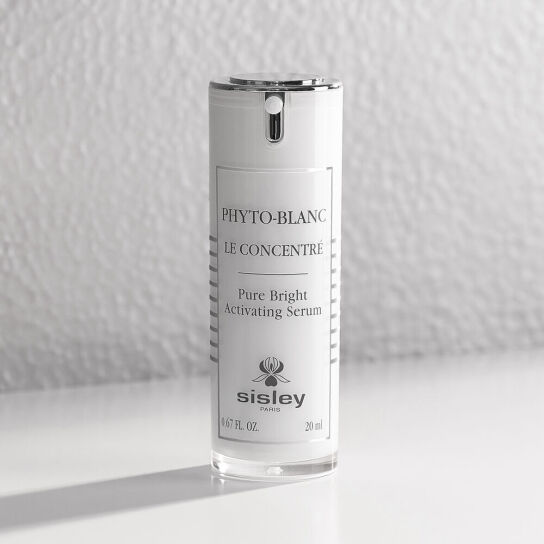 PHYTO-BLANC
LE CONCENTRÉ
Pure Bright
Activating Serum
sisley
PARIS
0.67 FL. OZ. 20 ml